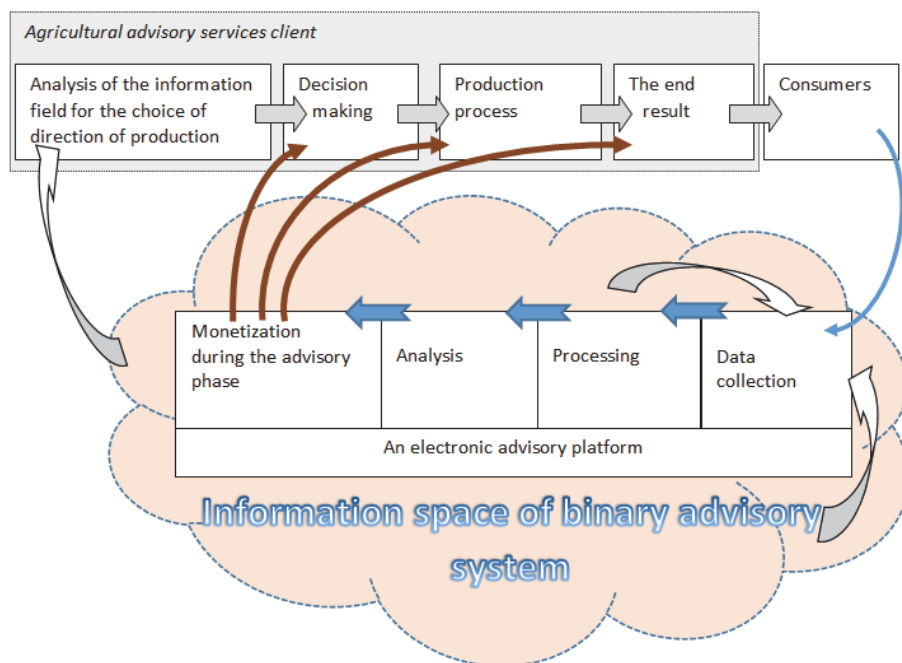 Agricultural advisory services client
Analysis of the information
field for the choice of
direction of production
Decision
making
Production
process
The end
result
Consumers
Monetization
during the advisory
phase
Analysis
Processing
Data
collection
An electronic advisory platform
Information space of binary advisory
system